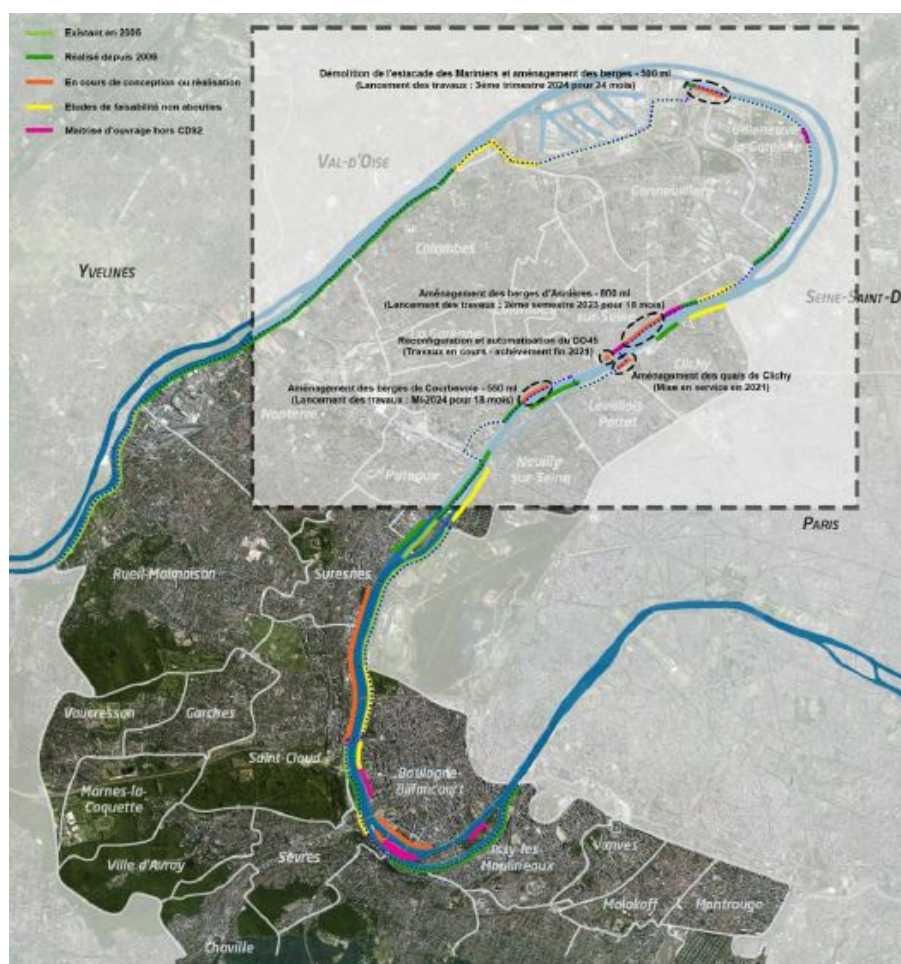 Existant en 2006
Réalisé depuis 2006
En cours de conception ou réalisation
Etudes de faisabilité non abouties
Maitrise d'ouvrage hors CD92
Démolition de l'estacade des Mariniers et aménagement des berges - 500 ml
(Lancement des travaux : 3ème trimestre 2024 pour 24 mois)
VAL-D'OISE
Villeneuve
la-Garenne
Gennevilliers
Colombes
YVELINES
SEINE-SAINT-D
Aménagement des berges d'Asnières - 800 ml
(Lancement des travaux : 2ème semestre 2023 pour 18 mois)
sur-Seine
La Garenne
Reconfiguration et automatisation du DO45
(Travaux en cours - achèvement fin 2021)
Clichy
Aménagement des quais de Clichy
(Mise en service en 2021)
Aménagement des berges de Courbevoie - 550 ml
(Lancement des travaux : Mi-2024 pour 18 mois)
Nanterre
Levallois
Perret
Puteaux
Neuilly
sur-Seine
PARIS
Rueil-Malmaison
Suresnes
Vaucresson
Garches
Saint-Cloud
Marnes-la-
Coquette
Boulogne
Billancourt
Ville d'Avray
Sèvres
Issy les
Moulineaux
Vanves
Malakoff
Montrouge
Chaville